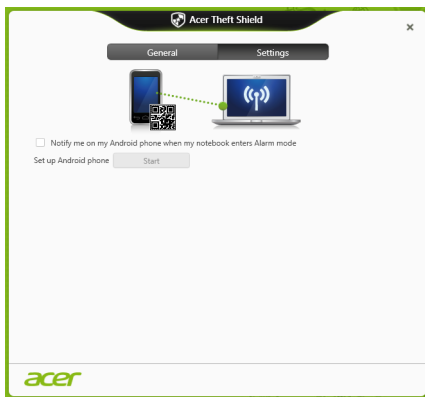 Acer Theft Shield
General
Settings
Notify me on my Android phone when my notebook enters Alarm mode
Set up Android phone
Start
acer